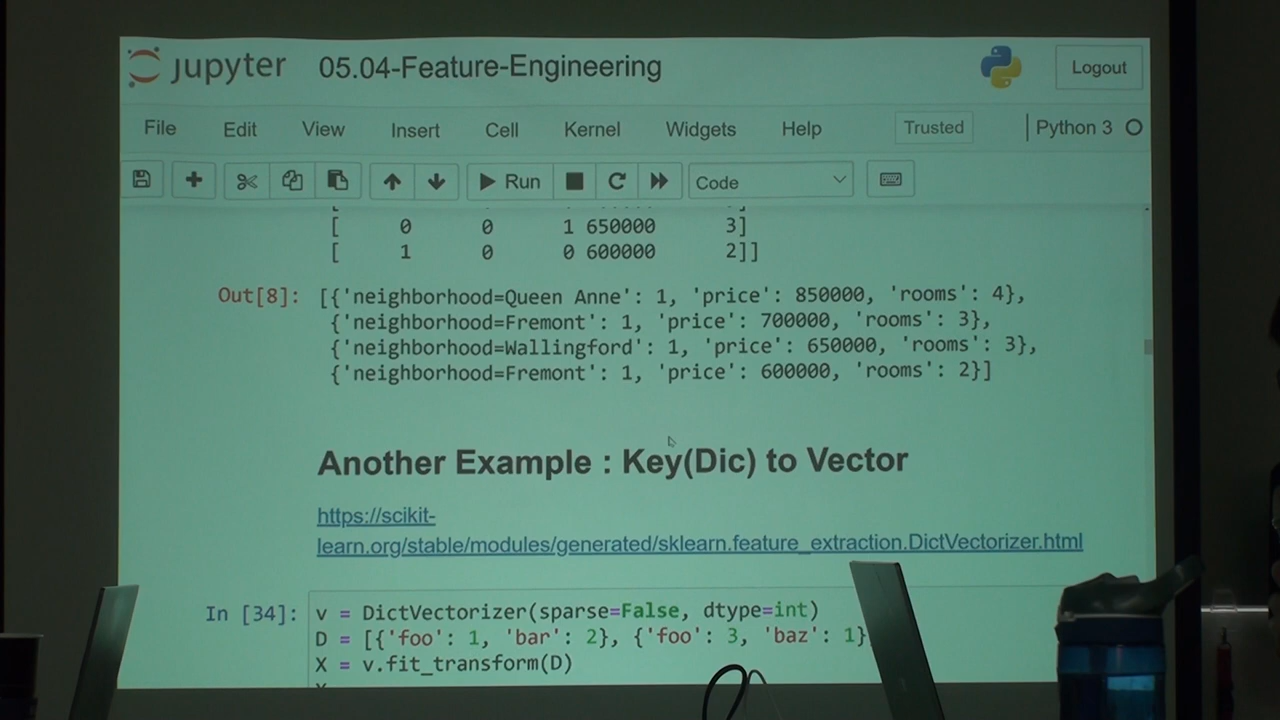 jupyter 05.04-Feature-Engineering Logout
File Edit View Insert Cell Kernel Widgets Help Trusted Python 3
Run Code
[ 0 0 1 650000 3]
[ 1 0 0 600000 2]]
Out[8]: [{'neighborhood=Queen Anne': 1, 'price': 850000, 'rooms': 4},
{'neighborhood=Fremont': 1, 'price': 700000, 'rooms': 3},
{'neighborhood=Wallingford': 1, 'price': 650000, 'rooms': 3},
{'neighborhood=Fremont': 1, 'price': 600000, 'rooms': 2}]
Another Example : Key(Dic) to Vector
https://scikit-
learn.org/stable/modules/generated/sklearn.feature_extraction.DictVectorizer.html
In [34]: v = DictVectorizer(sparse=False, dtype=int)
D = [{'foo': 1, 'bar': 2}, {'foo': 3, 'baz': 1}
X = v.fit_transform(D)